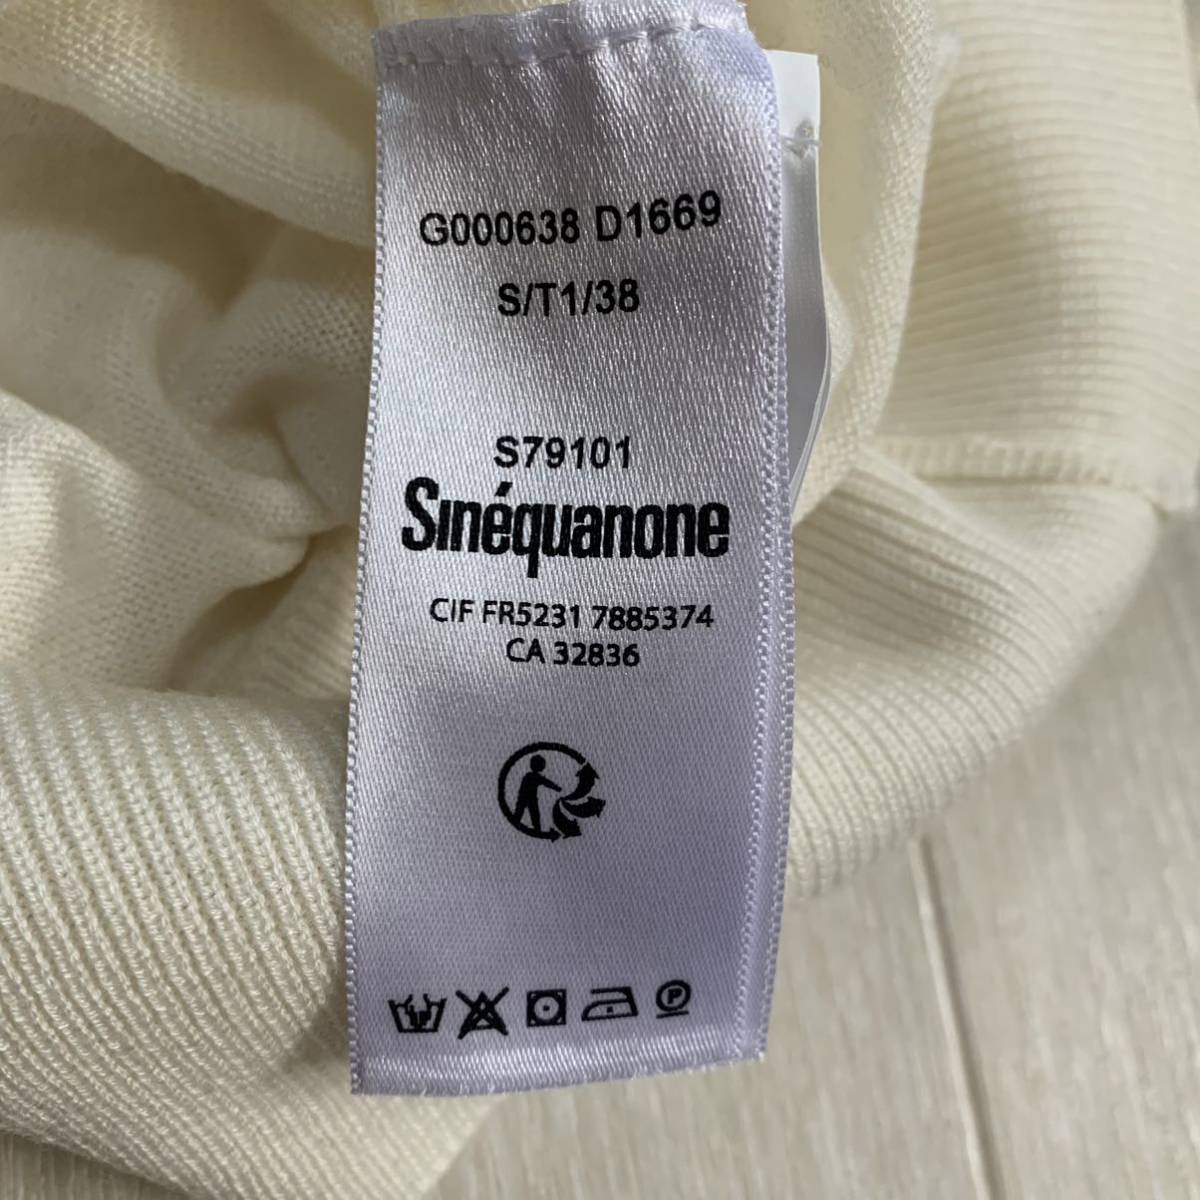 G000638 D1669
S/T1/38
S79101
Sinéquanone
CIF FR5231 7885374
CA 32836
P